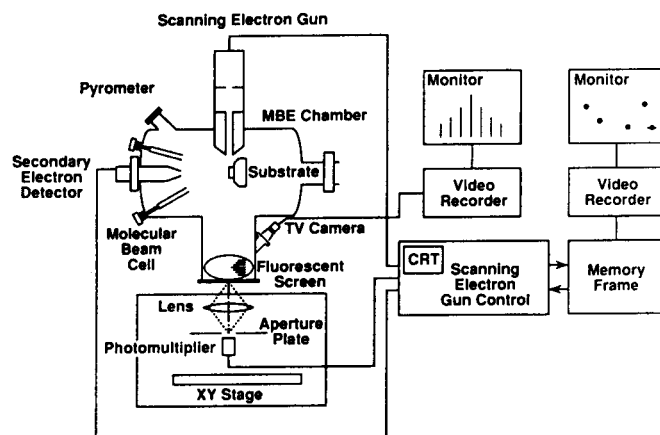 Scanning Electron Gun
Pyrometer
MBE Chamber
Monitor
Monitor
Secondary
Electron
Detector
Substrate
Video
Recorder
Video
Recorder
Molecular
Beam
Cell
TV Camera
Fluorescent
Screen
CRT
Scanning
Electron
Gun Control
Memory
Frame
Lens
Aperture
Plate
Photomultiplier
XY Stage